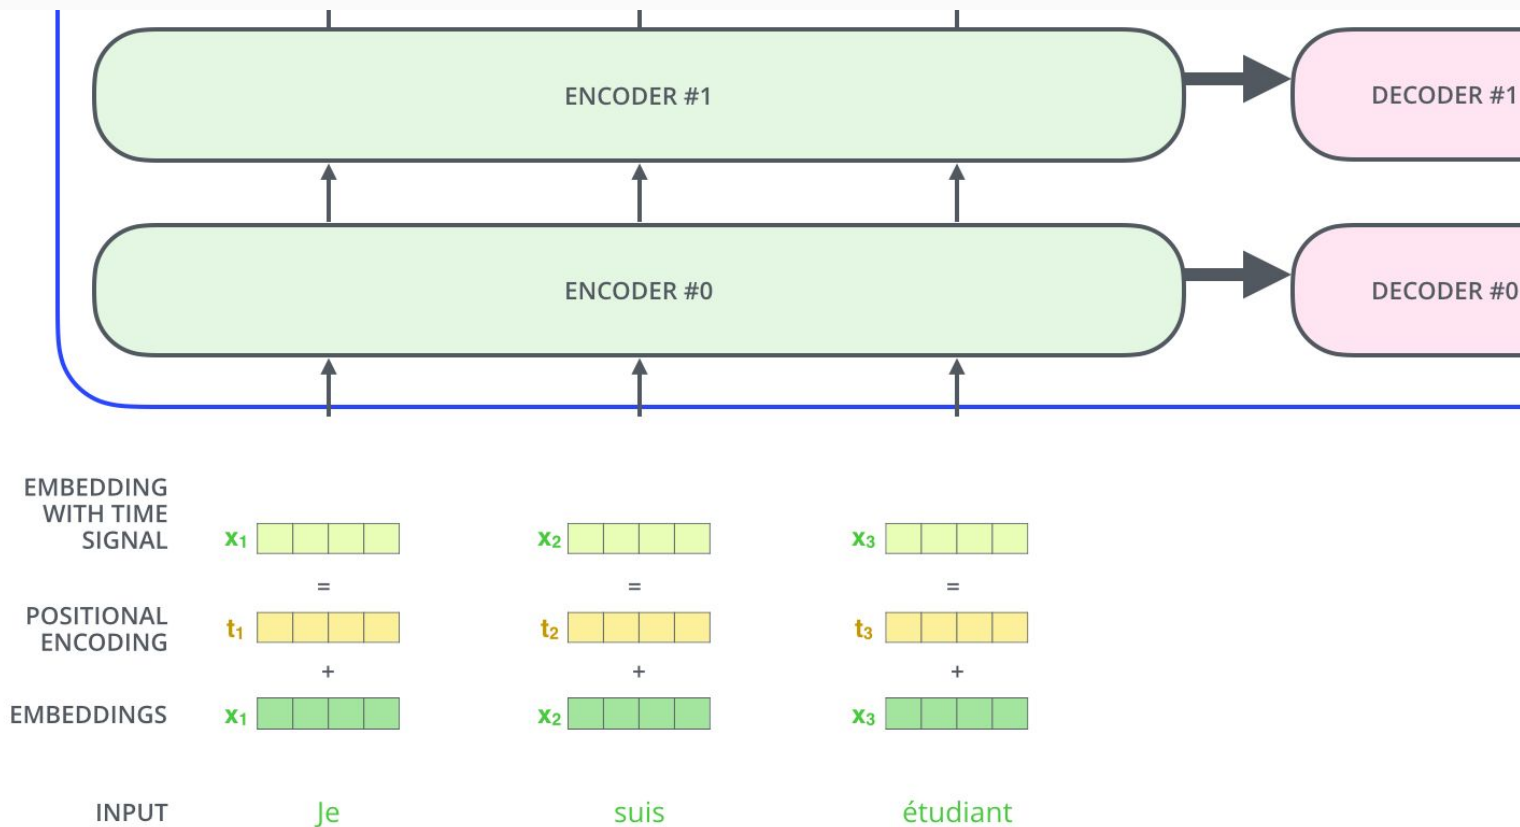 ENCODER #1
DECODER #1
ENCODER #0
DECODER #0
EMBEDDING
WITH TIME
SIGNAL
x₁
x₂
x₃
=
=
=
POSITIONAL
ENCODING
t₁
t₂
t₃
+
+
+
EMBEDDINGS
x₁
x₂
x₃
INPUT
Je
suis
étudiant